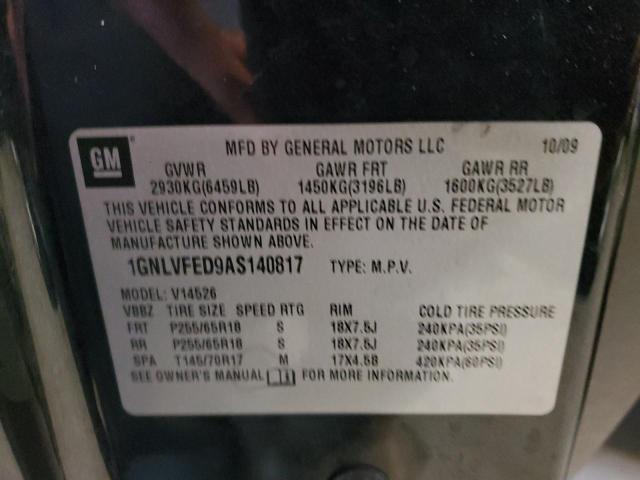 GM
MFD BY GENERAL MOTORS LLC 10/09
GVWR GAWR FRT GAWR RR
2930KG(6459LB) 1450KG(3196LB) 1600KG(3527LB)
THIS VEHICLE CONFORMS TO ALL APPLICABLE U.S. FEDERAL MOTOR
VEHICLE SAFETY STANDARDS IN EFFECT ON THE DATE OF
MANUFACTURE SHOWN ABOVE.
1GNLVFED9AS140817 TYPE: M.P.V.
MODEL: V14526
VBBZ TIRE SIZE SPEED RTG RIM COLD TIRE PRESSURE
FRT P255/65R18 S 18X7.5J 240KPA(35PSI)
RR P255/65R18 S 18X7.5J 240KPA(35PSI)
SPA T145/70R17 M 17X4.5B 420KPA(60PSI)
SEE OWNER'S MANUAL FOR MORE INFORMATION.